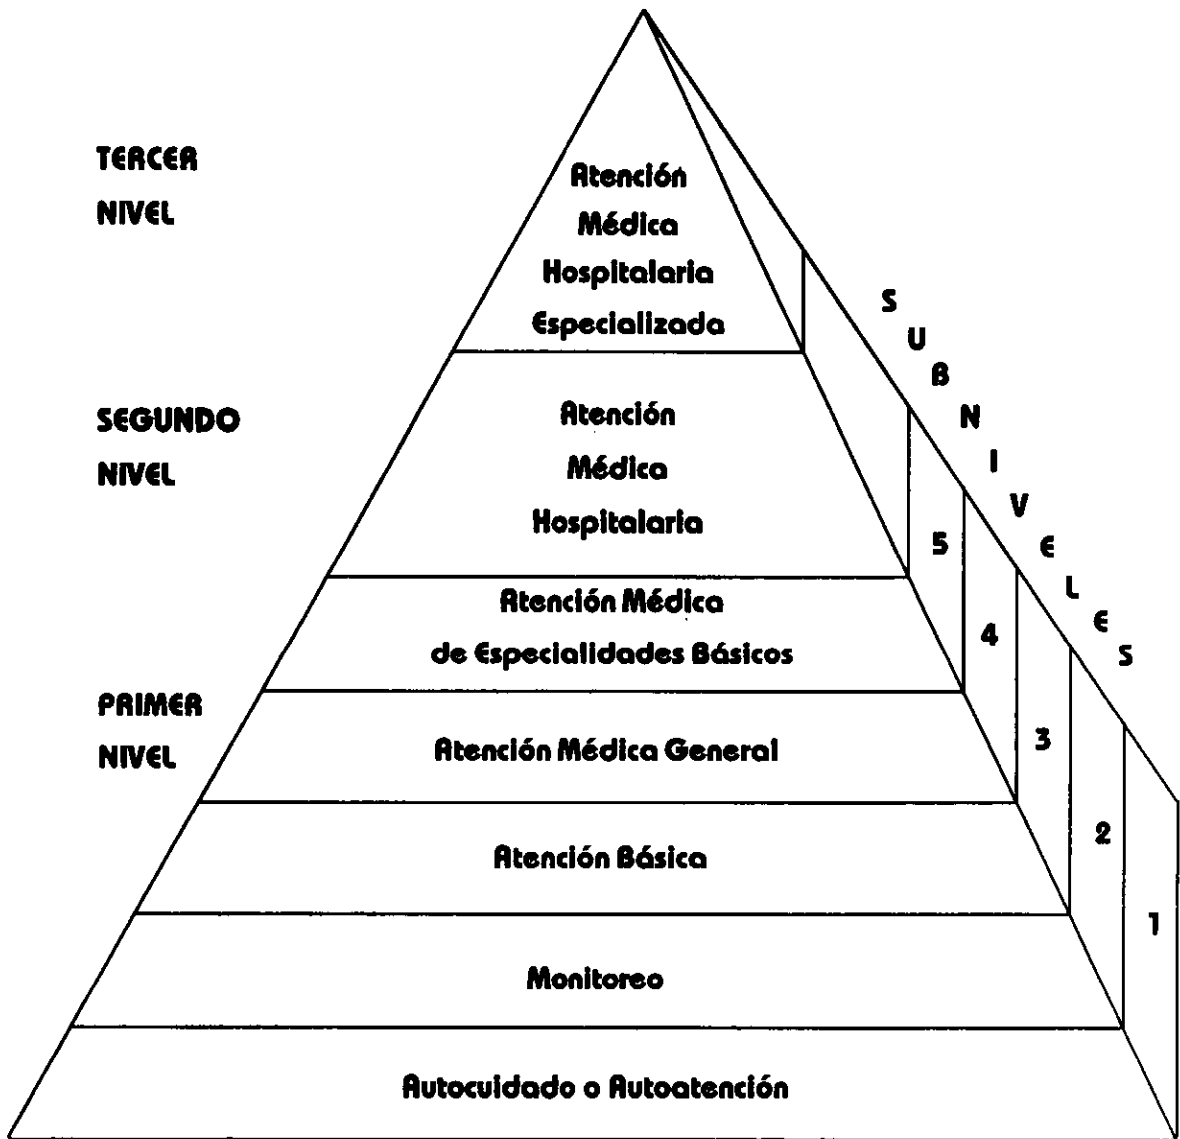 TERCER
NIVEL
Atención
Médica
Hospitalaria
Especializada
SUBNIVELES
SEGUNDO
NIVEL
Atención
Médica
Hospitalaria
5
Atención Médica
de Especialidades Básicos
4
PRIMER
NIVEL
Atención Médica General
3
Atención Básica
2
Monitoreo
1
Autocuidado o Autoatención